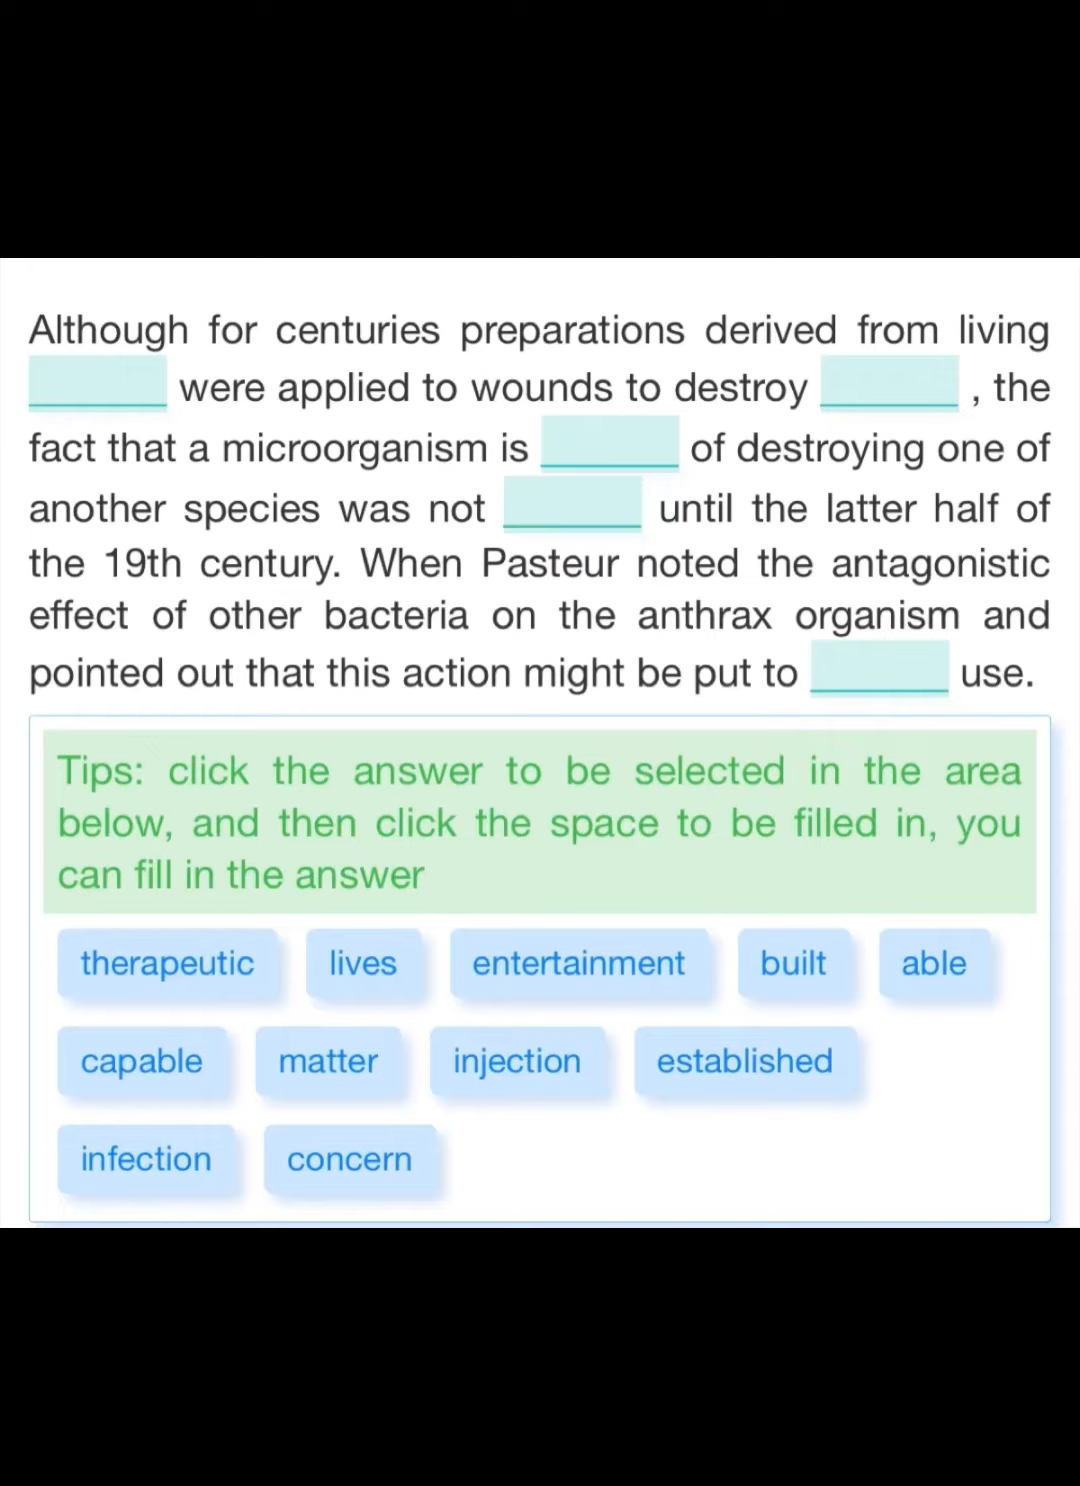 Although for centuries preparations derived from living
were applied to wounds to destroy , the
fact that a microorganism is of destroying one of
another species was not until the latter half of
the 19th century. When Pasteur noted the antagonistic
effect of other bacteria on the anthrax organism and
pointed out that this action might be put to use.
Tips: click the answer to be selected in the area
below, and then click the space to be filled in, you
can fill in the answer
therapeutic lives entertainment built able
capable matter injection established
infection concern